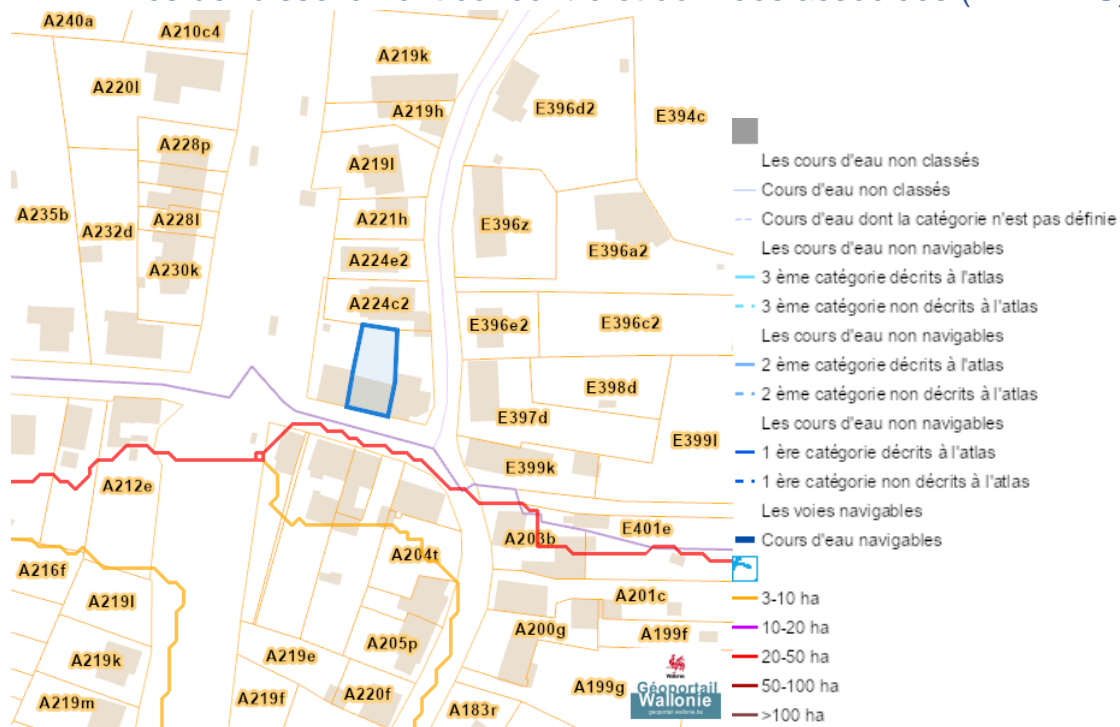 A240a
A210c4
A219k
A220l
A219h
E396d2
E394c
A228p
A219l
A235b
A228l
A221h
E396z
A232d
A224e2
E396a2
A230k
A224c2
E396e2
E396c2
E398d
E397d
E399l
E399k
A212e
A203b
E401e
A204t
A216f
A219l
A201c
A200g
A199f
A205p
A219e
A219k
A220f
A199g
A219m
A219f
A183r
Wallonie
Géoportail
Wallonie
geoportail.wallonie.be
Les cours d'eau non classés
Cours d'eau non classés
Cours d'eau dont la catégorie n'est pas définie
Les cours d'eau non navigables
3 ème catégorie décrits à l'atlas
3 ème catégorie non décrits à l'atlas
Les cours d'eau non navigables
2 ème catégorie décrits à l'atlas
2 ème catégorie non décrits à l'atlas
Les cours d'eau non navigables
1 ère catégorie décrits à l'atlas
1 ère catégorie non décrits à l'atlas
Les voies navigables
Cours d'eau navigables
3-10 ha
10-20 ha
20-50 ha
50-100 ha
>100 ha